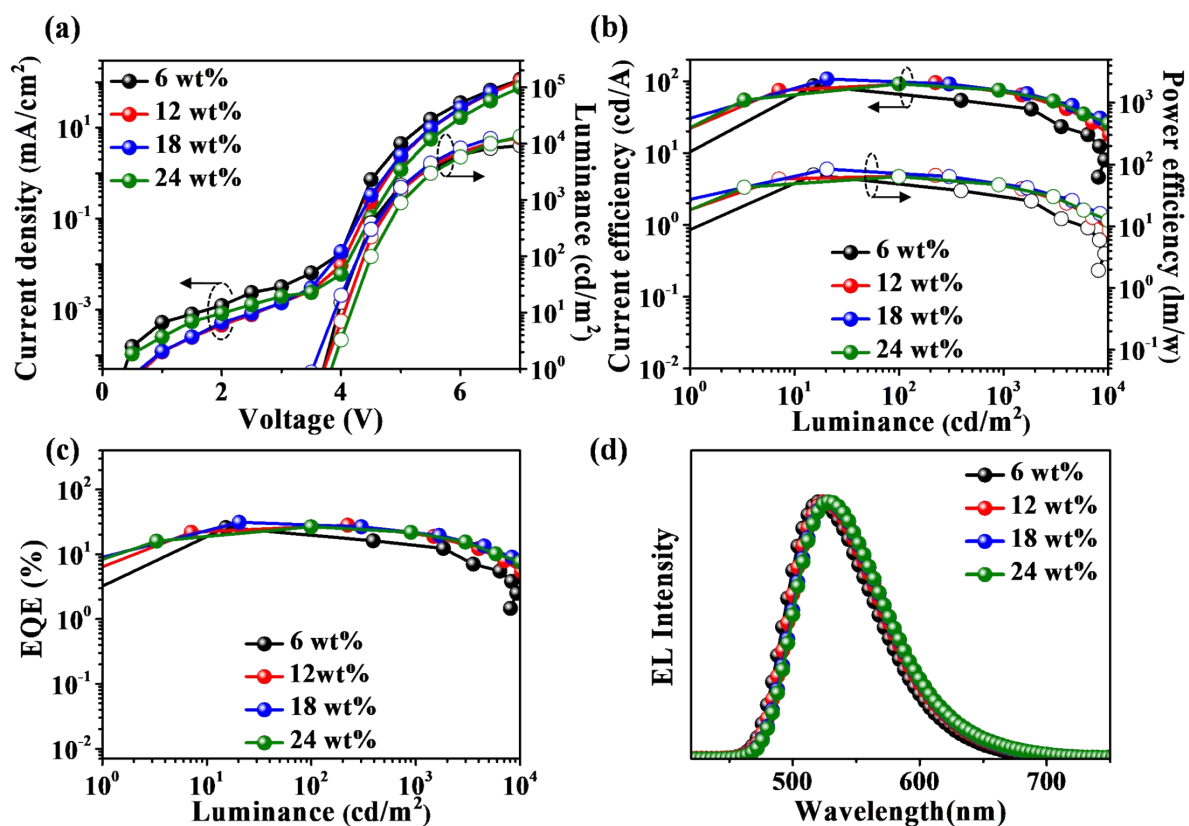 (a)
6 wt%
12 wt%
18 wt%
24 wt%
Current density (mA/cm²)
10¹
10⁻¹
10⁻³
0
2
4
6
Voltage (V)
10⁵
10⁴
10³
10²
10¹
10⁰
Luminance (cd/m²)
(b)
Current efficiency (cd/A)
10²
10¹
10⁰
10⁻¹
10⁻²
6 wt%
12 wt%
18 wt%
24 wt%
10⁰
10¹
10²
10³
10⁴
Luminance (cd/m²)
10³
10²
10¹
10⁰
10⁻¹
Power efficiency (lm/w)
(c)
EQE (%)
10²
10¹
10⁰
10⁻¹
10⁻²
6 wt%
12wt%
18 wt%
24 wt%
10⁰
10¹
10²
10³
10⁴
Luminance (cd/m²)
(d)
6 wt%
12 wt%
18 wt%
24 wt%
EL Intensity
500
600
700
Wavelength(nm)